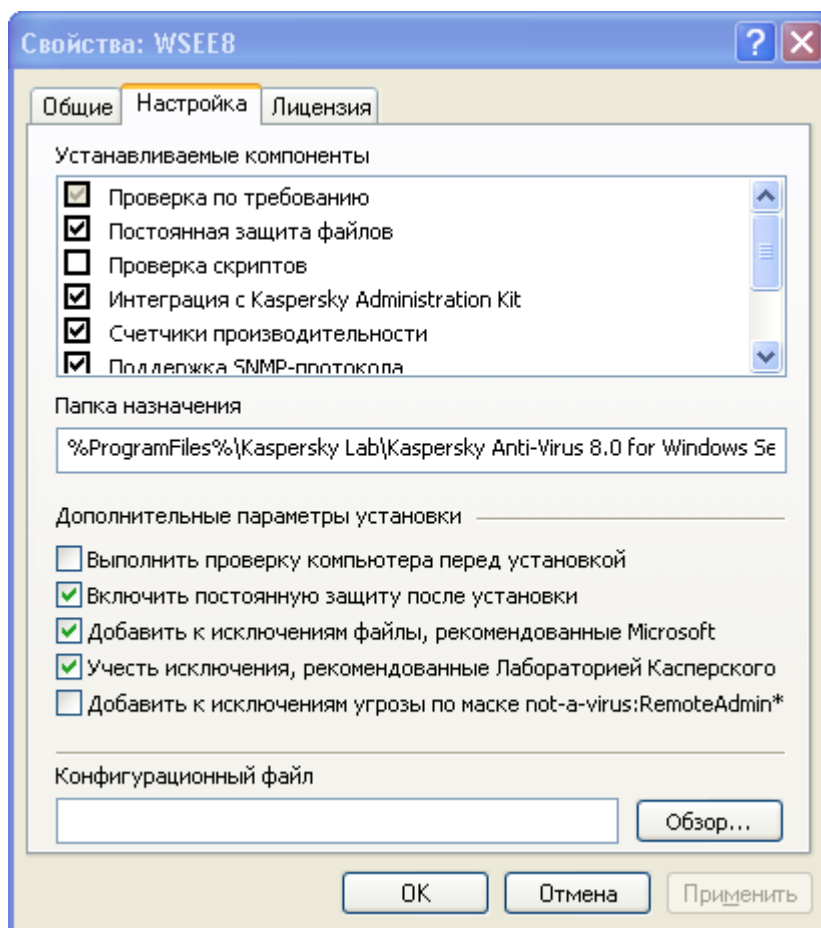 Свойства: WSEE8
Общие Настройка Лицензия
Устанавливаемые компоненты
Проверка по требованию
Постоянная защита файлов
Проверка скриптов
Интеграция с Kaspersky Administration Kit
Счетчики производительности
Поддержка SNMP-протокола
Папка назначения
%ProgramFiles%\Kaspersky Lab\Kaspersky Anti-Virus 8.0 for Windows Se
Дополнительные параметры установки
Выполнить проверку компьютера перед установкой
Включить постоянную защиту после установки
Добавить к исключениям файлы, рекомендованные Microsoft
Учесть исключения, рекомендованные Лабораторией Касперского
Добавить к исключениям угрозы по маске not-a-virus:RemoteAdmin*
Конфигурационный файл
Обзор...
OK Отмена Применить